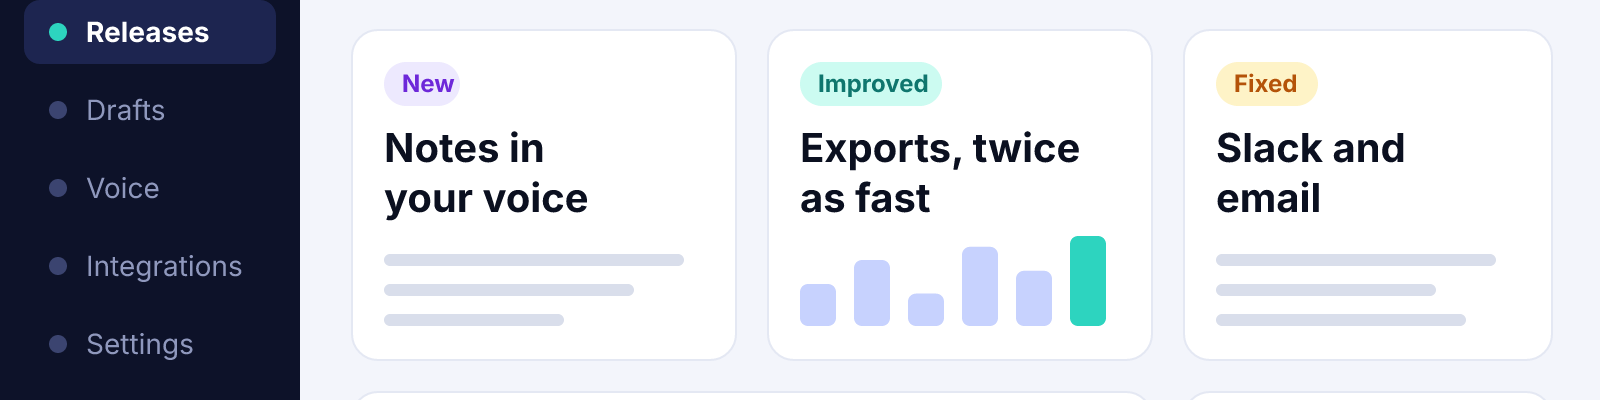 Releases
Drafts
Voice
Integrations
Settings
New
Notes in
your voice
Improved
Exports, twice
as fast
Fixed
Slack and
email